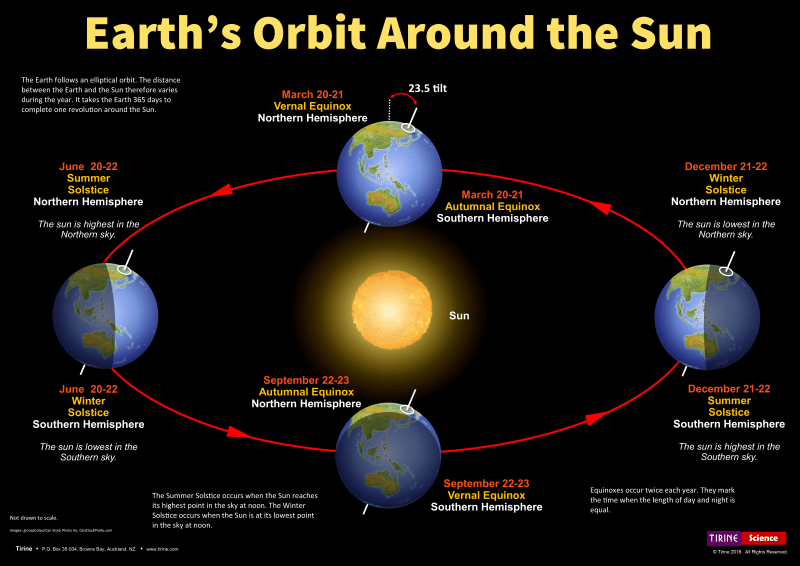 Earth's Orbit Around the Sun
The Earth follows an elliptical orbit. The distance
between the Earth and the Sun therefore varies
during the year. It takes the Earth 365 days to
complete one revolution around the Sun.
23.5 tilt
March 20-21
Vernal Equinox
Northern Hemisphere
June 20-22
Summer
Solstice
Northern Hemisphere
The sun is highest in the
Northern sky.
December 21-22
Winter
Solstice
Northern Hemisphere
The sun is lowest in the
Northern sky.
March 20-21
Autumnal Equinox
Southern Hemisphere
Sun
September 22-23
Autumnal Equinox
Northern Hemisphere
June 20-22
Winter
Solstice
Southern Hemisphere
The sun is lowest in the
Southern sky.
December 21-22
Summer
Solstice
Southern Hemisphere
The sun is highest in the
Southern sky.
September 22-23
Vernal Equinox
Southern Hemisphere
The Summer Solstice occurs when the Sun reaches
its highest point in the sky at noon. The Winter
Solstice occurs when the Sun is at its lowest point
in the sky at noon.
Equinoxes occur twice each year. They mark
the time when the length of day and night is
equal.
Not drawn to scale.
Tirine • P.O. Box 35-034, Browns Bay, Auckland, NZ. • www.tirine.com
TIRINE Science
© Tirine 2018 All Rights Reserved.